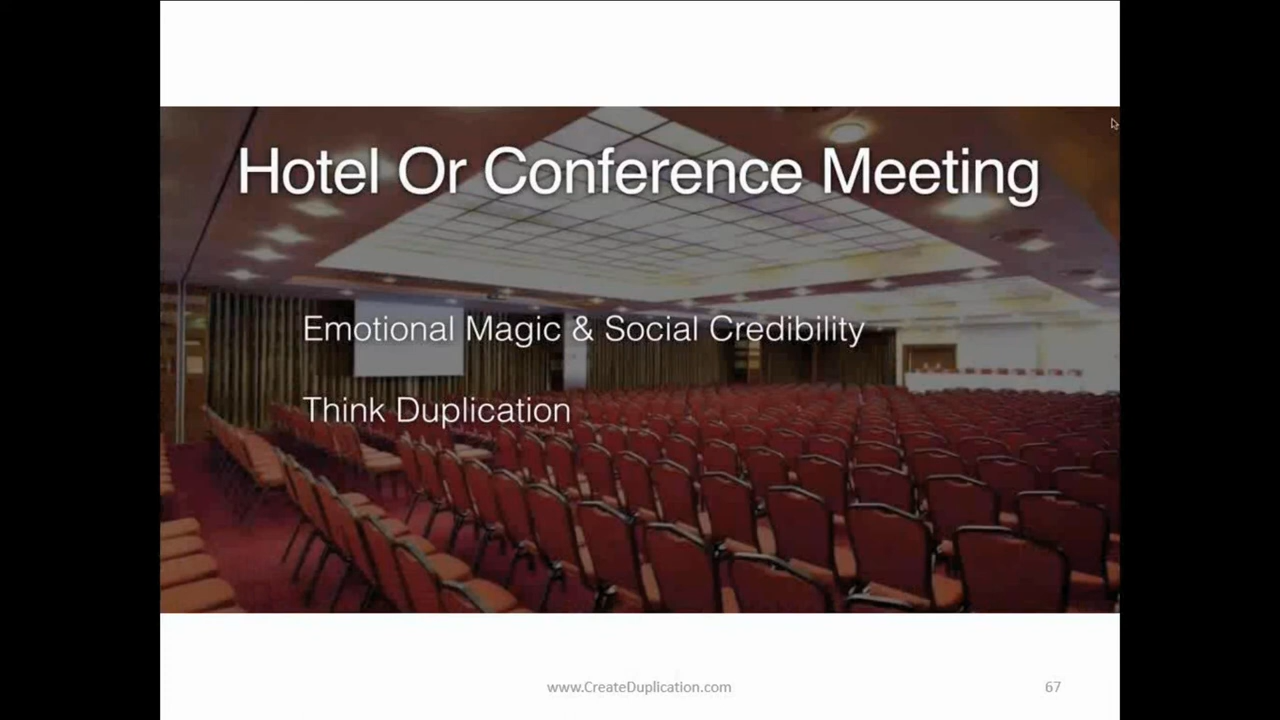 Hotel Or Conference Meeting
Emotional Magic & Social Credibility
Think Duplication
www.CreateDuplication.com
67